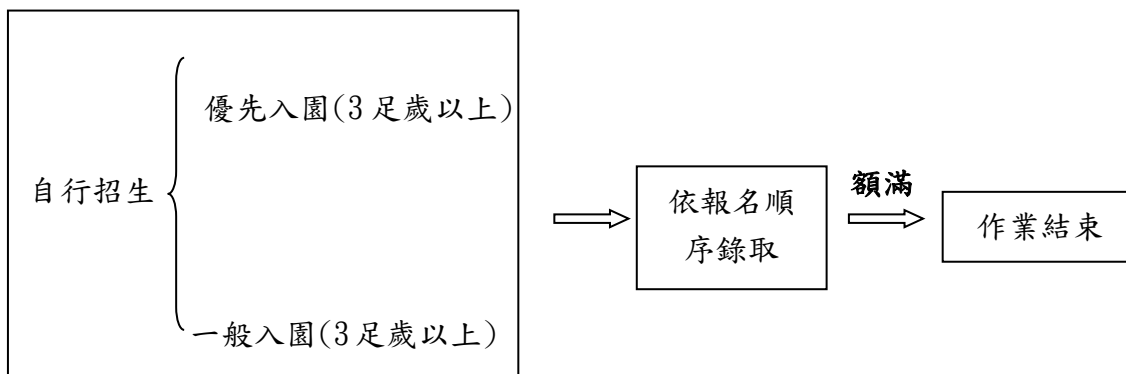 優先入園(3足歲以上)
自行招生
一般入園(3足歲以上)
依報名順
序錄取
額滿
作業結束